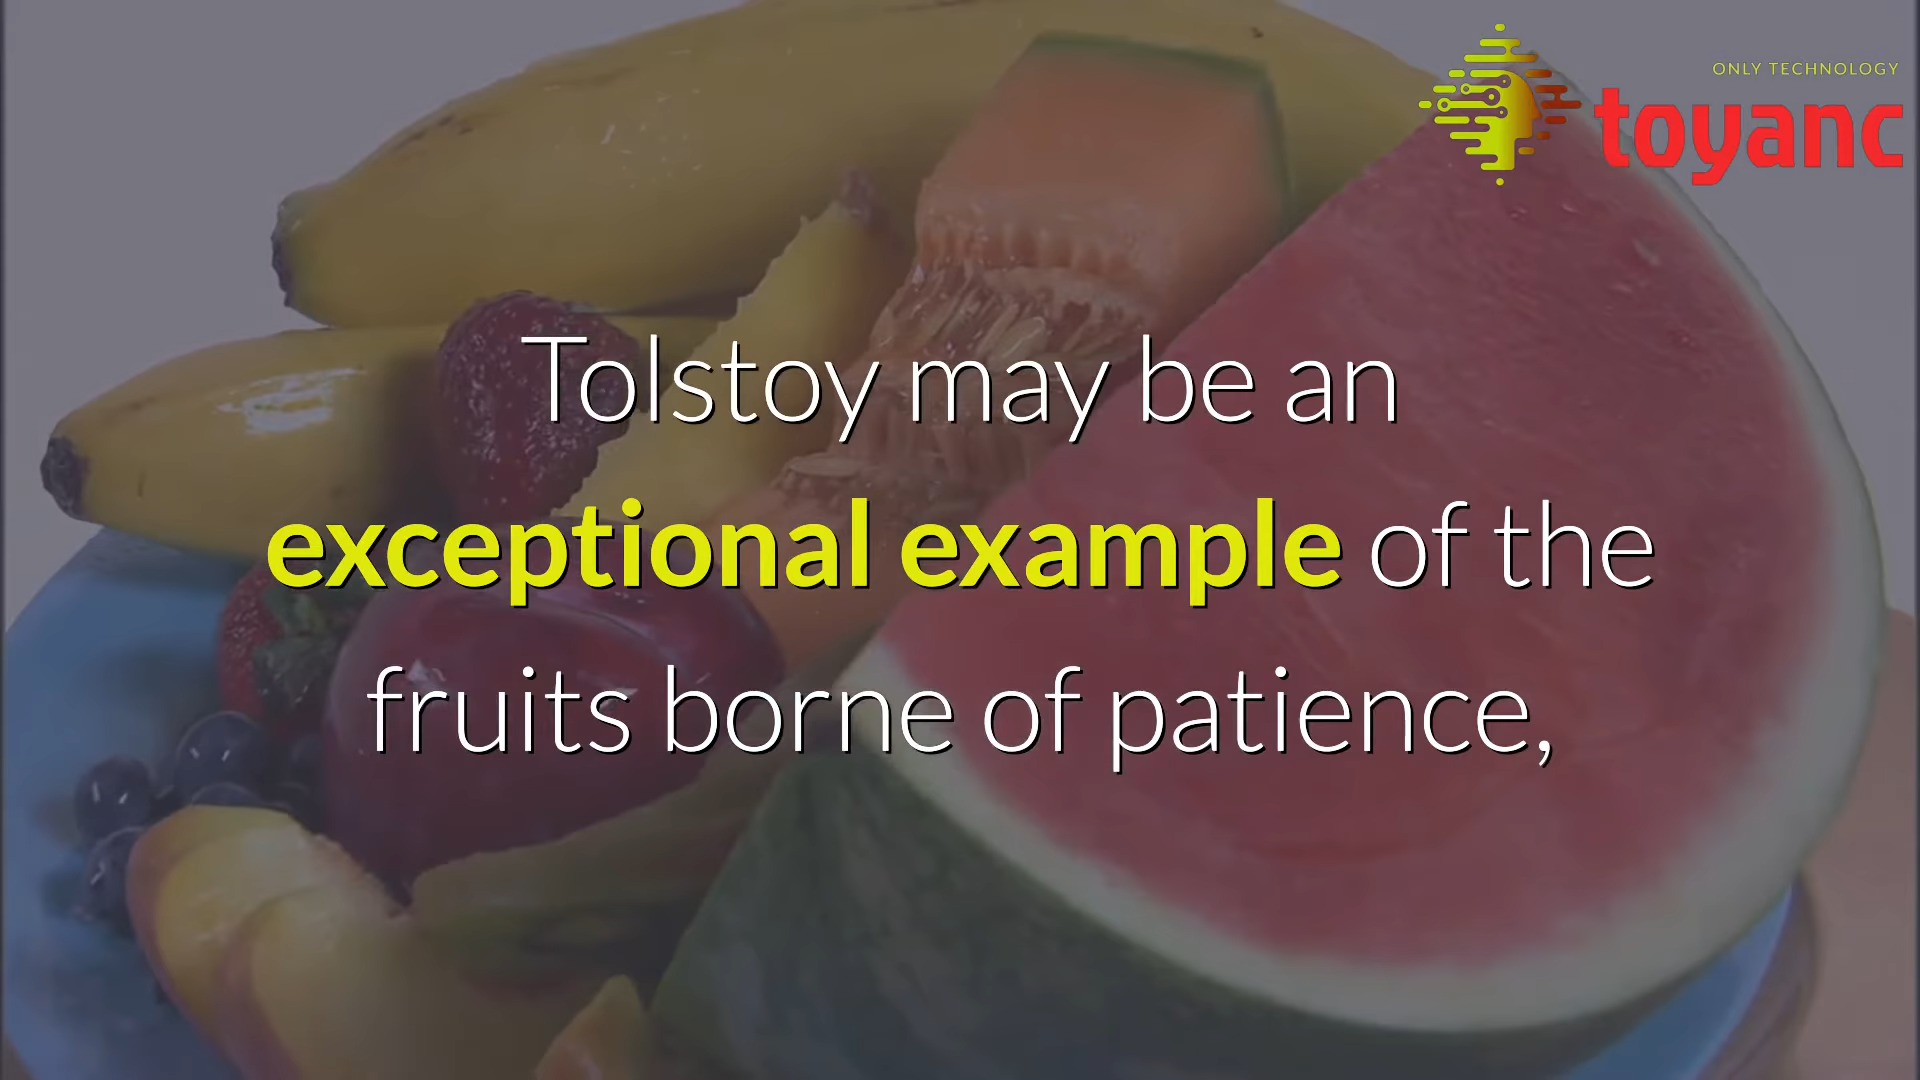 ONLY TECHNOLOGY
toyanc
Tolstoy may be an
exceptional example of the
fruits borne of patience,